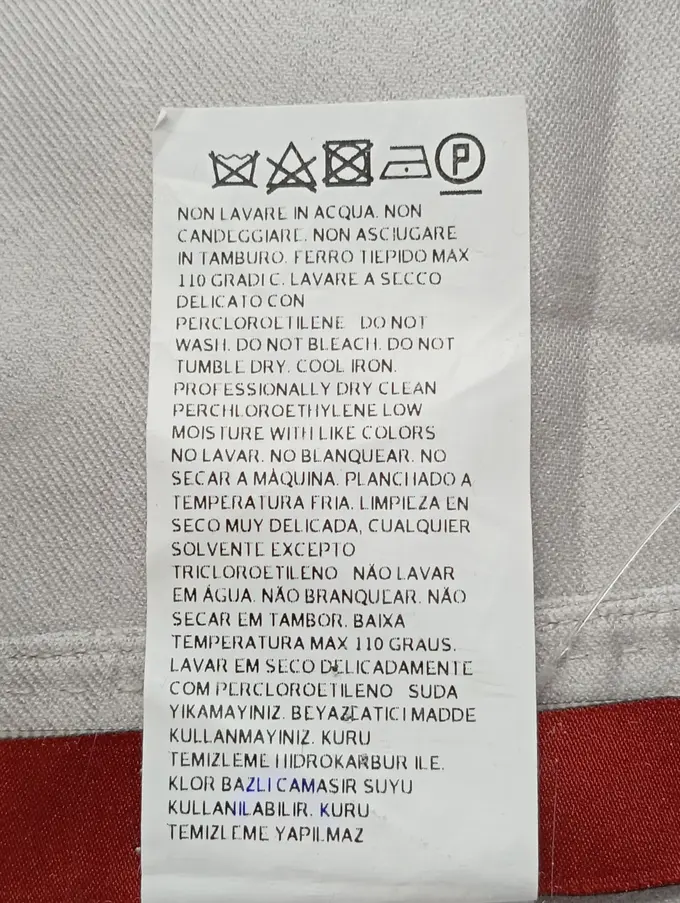 P
NON LAVARE IN ACQUA. NON
CANDEGGIARE. NON ASCIUGARE
IN TAMBURO. FERRO TIEPIDO MAX
110 GRADI C. LAVARE A SECCO
DELICATO CON
PERCLOROETILENE DO NOT
WASH. DO NOT BLEACH. DO NOT
TUMBLE DRY. COOL IRON.
PROFESSIONALLY DRY CLEAN
PERCHLOROETHYLENE LOW
MOISTURE WITH LIKE COLORS
NO LAVAR. NO BLANQUEAR. NO
SECAR A MÁQUINA. PLANCHADO A
TEMPERATURA FRIA. LIMPIEZA EN
SECO MUY DELICADA, CUALQUIER
SOLVENTE EXCEPTO
TRICLOROETILENO NÃO LAVAR
EM ÁGUA. NÃO BRANQUEAR. NÃO
SECAR EM TAMBOR. BAIXA
TEMPERATURA MAX 110 GRAUS.
LAVAR EM SECO DELICADAMENTE
COM PERCLOROETILENO SUDA
YIKAMAYINIZ. BEYAZLATICI MADDE
KULLANMAYINIZ. KURU
TEMIZLEME HIDROKARBUR ILE.
KLOR BAZLI CAMASIR SUYU
KULLANILABILIR. KURU
TEMIZLEME YAPILMAZ